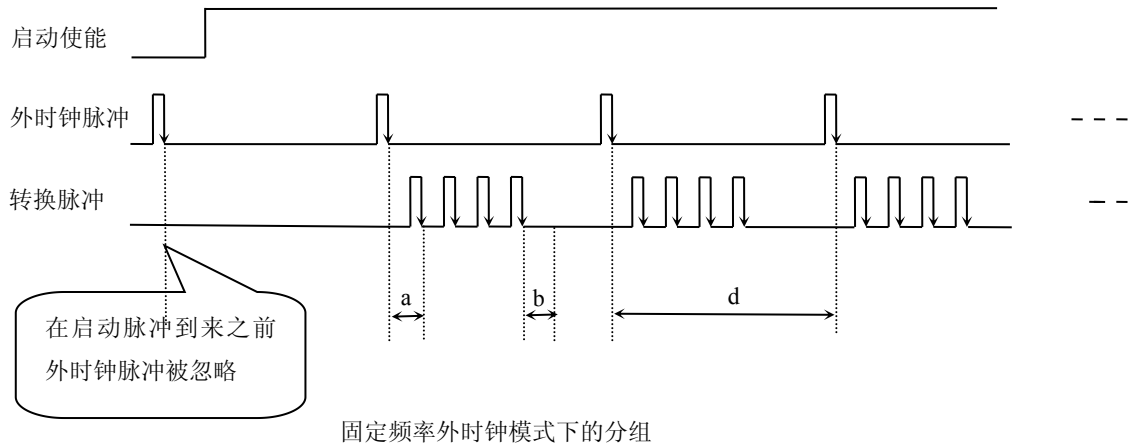 启动使能
外时钟脉冲
转换脉冲
a
b
d
在启动脉冲到来之前
外时钟脉冲被忽略
固定频率外时钟模式下的分组